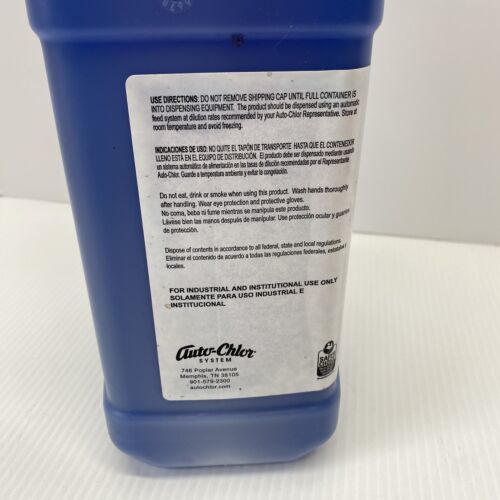 USE DIRECTIONS: DO NOT REMOVE SHIPPING CAP UNTIL FULL CONTAINER IS
INTO DISPENSING EQUIPMENT. The product should be dispensed using an automatic
feed system at dilution rates recommended by your Auto-Chlor Representative. Store at
room temperature and avoid freezing.
INDICACIONES DE USO: NO QUITE EL TAPÓN DE TRANSPORTE HASTA QUE EL CONTENEDOR
LLENO ESTÁ EN EL EQUIPO DE DISTRIBUCIÓN. El producto debe ser dispensado mediante
un sistema automático de alimentación en las tasas de dilución recomendadas por el Representante
Auto-Chlor. Guarde a temperatura ambiente y evitar la congelación.
Do not eat, drink or smoke when using this product. Wash hands thoroughly
after handling. Wear eye protection and protective gloves.
No coma, beba ni fume mientras se manipula este producto.
Lávese bien las manos después de manipular. Use protección ocular y
de protección.
Dispose of contents in accordance to all federal, state and local regulations.
Eliminar el contenido de acuerdo a todas las regulaciones federales,
locales.
FOR INDUSTRIAL AND INSTITUTIONAL USE ONLY
SOLAMENTE PARA USO INDUSTRIAL E
INSTITUCIONAL
Auto-Chlor
SYSTEM
746 Poplar Avenue
Memphis, TN 38105
901-579-2300
autochlor.com